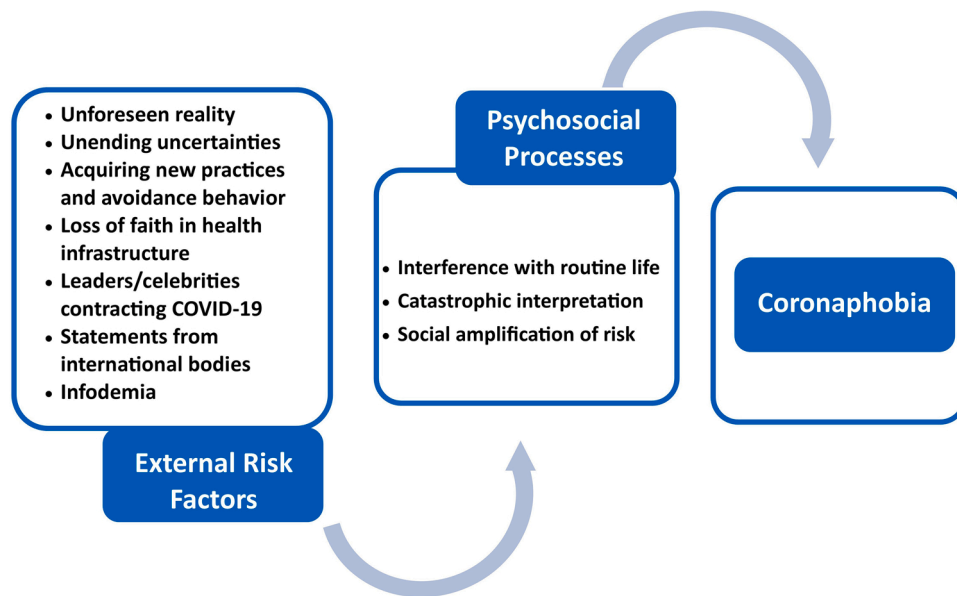 • Unforeseen reality
• Unending uncertainties
• Acquiring new practices
and avoidance behavior
• Loss of faith in health
infrastructure
• Leaders/celebrities
contracting COVID-19
• Statements from
international bodies
• Infodemia
External Risk
Factors
Psychosocial
Processes
• Interference with routine life
• Catastrophic interpretation
• Social amplification of risk
Coronaphobia